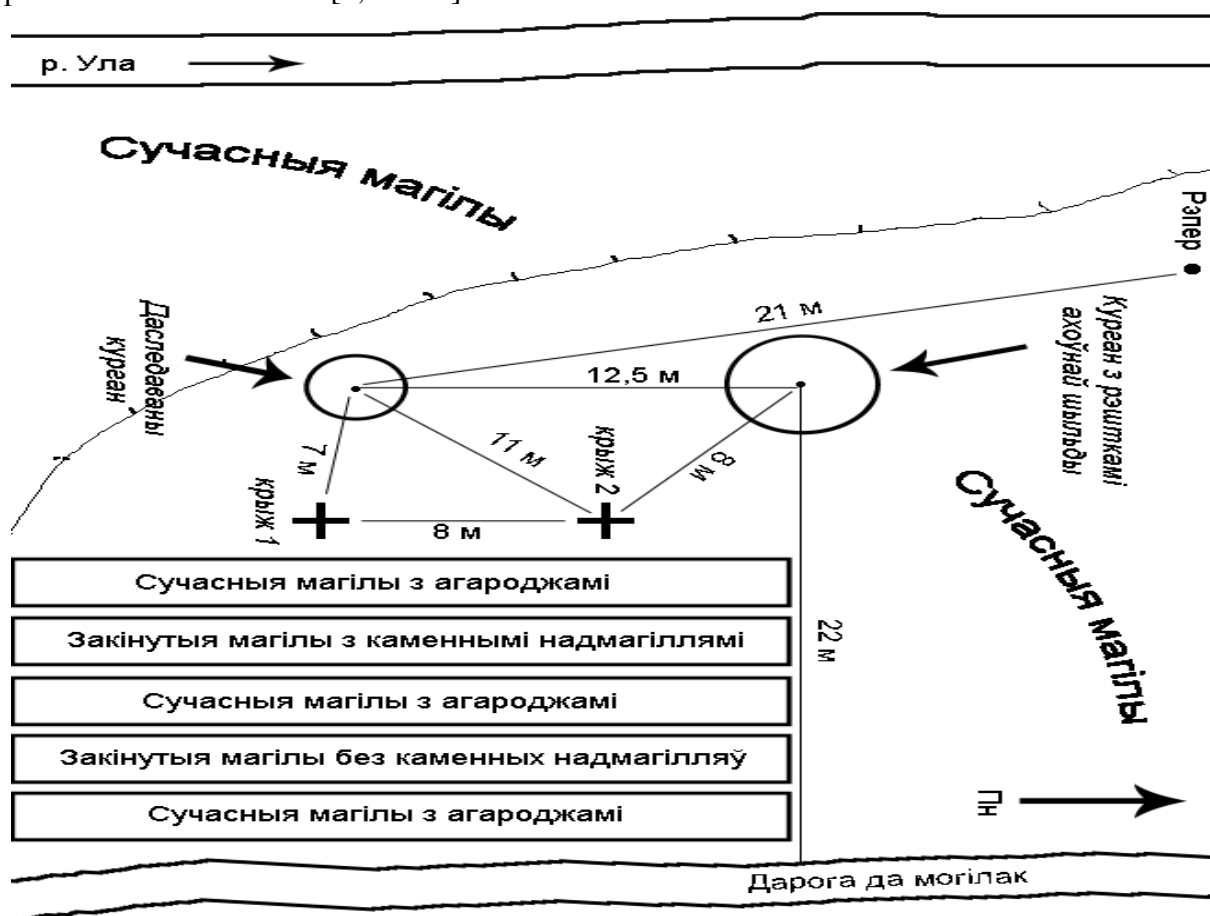 р. Ула
Сучасныя магілы
Рэпер
21 м
Даследаваны
курган
Курган з рэшткамі
ахоўнай шыльды
12,5 м
7 м
11 м
8 м
крыж 2
крыж 1
8 м
Сучасныя магілы
Сучасныя магілы з агароджамі
Закінутыя магілы з каменнымі надмагіллямі
22 м
Сучасныя магілы з агароджамі
Закінутыя магілы без каменных надмагілляў
Пн
Сучасныя магілы з агароджамі
Дарога да могілак